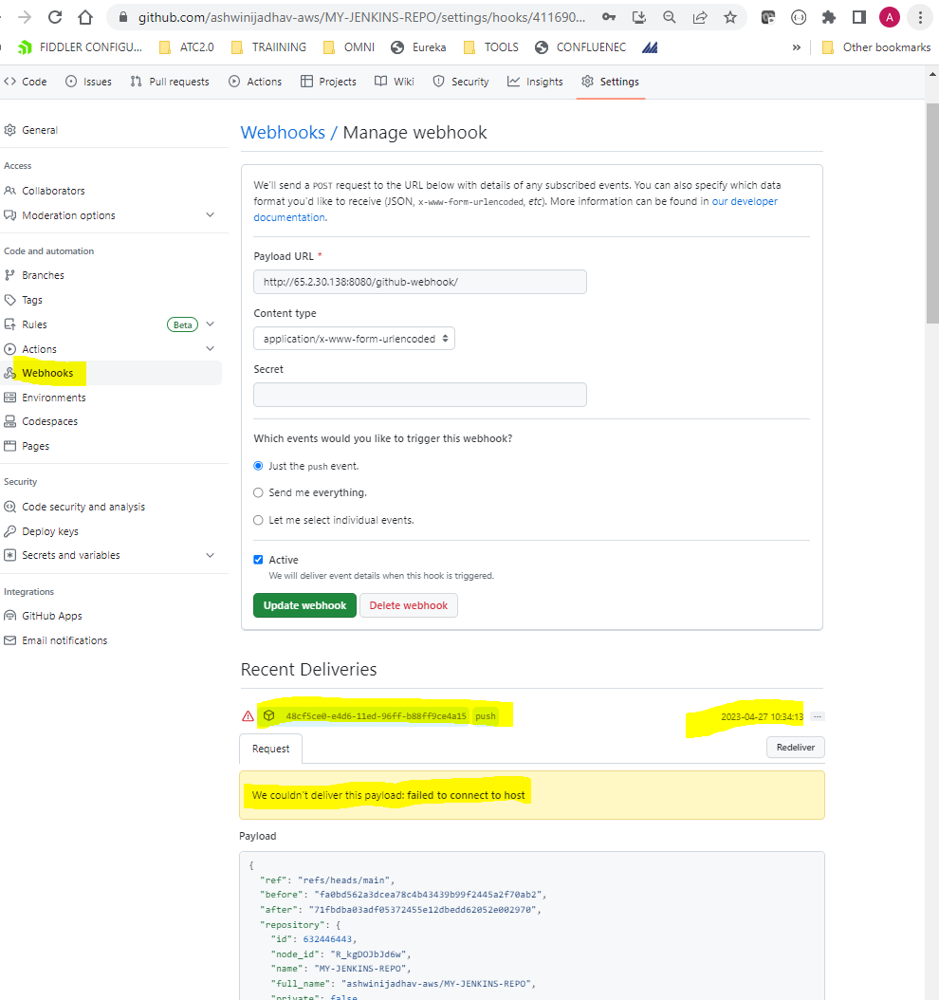 github.com/ashwinijadhav-aws/MY-JENKINS-REPO/settings/hooks/411690...
A
FIDDLER CONFIGU...
ATC2.0
TRAIINING
OMNI
Eureka
TOOLS
CONFLUENEC
»
Other bookmarks
Code
Issues
Pull requests
Actions
Projects
Wiki
Security
Insights
Settings
General
Access
Collaborators
Moderation options
Code and automation
Branches
Tags
Rules
Beta
Actions
Webhooks
Environments
Codespaces
Pages
Security
Code security and analysis
Deploy keys
Secrets and variables
Integrations
GitHub Apps
Email notifications
Webhooks / Manage webhook
We'll send a POST request to the URL below with details of any subscribed events. You can also specify which data
format you'd like to receive (JSON, x-www-form-urlencoded, etc). More information can be found in our developer
documentation.
Payload URL *
http://65.2.30.138:8080/github-webhook/
Content type
application/x-www-form-urlencoded
Secret
Which events would you like to trigger this webhook?
Just the push event.
Send me everything.
Let me select individual events.
Active
We will deliver event details when this hook is triggered.
Update webhook
Delete webhook
Recent Deliveries
48cf5ce0-e4d6-11ed-96ff-b88ff9ce4a15 push
2023-04-27 10:34:13
...
Request
Redeliver
We couldn't deliver this payload: failed to connect to host
Payload
{
"ref": "refs/heads/main",
"before": "fa0bd562a3dcea78c4b43439b99f2445a2f70ab2",
"after": "71fbdba03adf05372455e12dbedd62052e002970",
"repository": {
"id": 632446443,
"node_id": "R_kgDOJbJd6w",
"name": "MY-JENKINS-REPO",
"full_name": "ashwinijadhav-aws/MY-JENKINS-REPO",
"private": false,